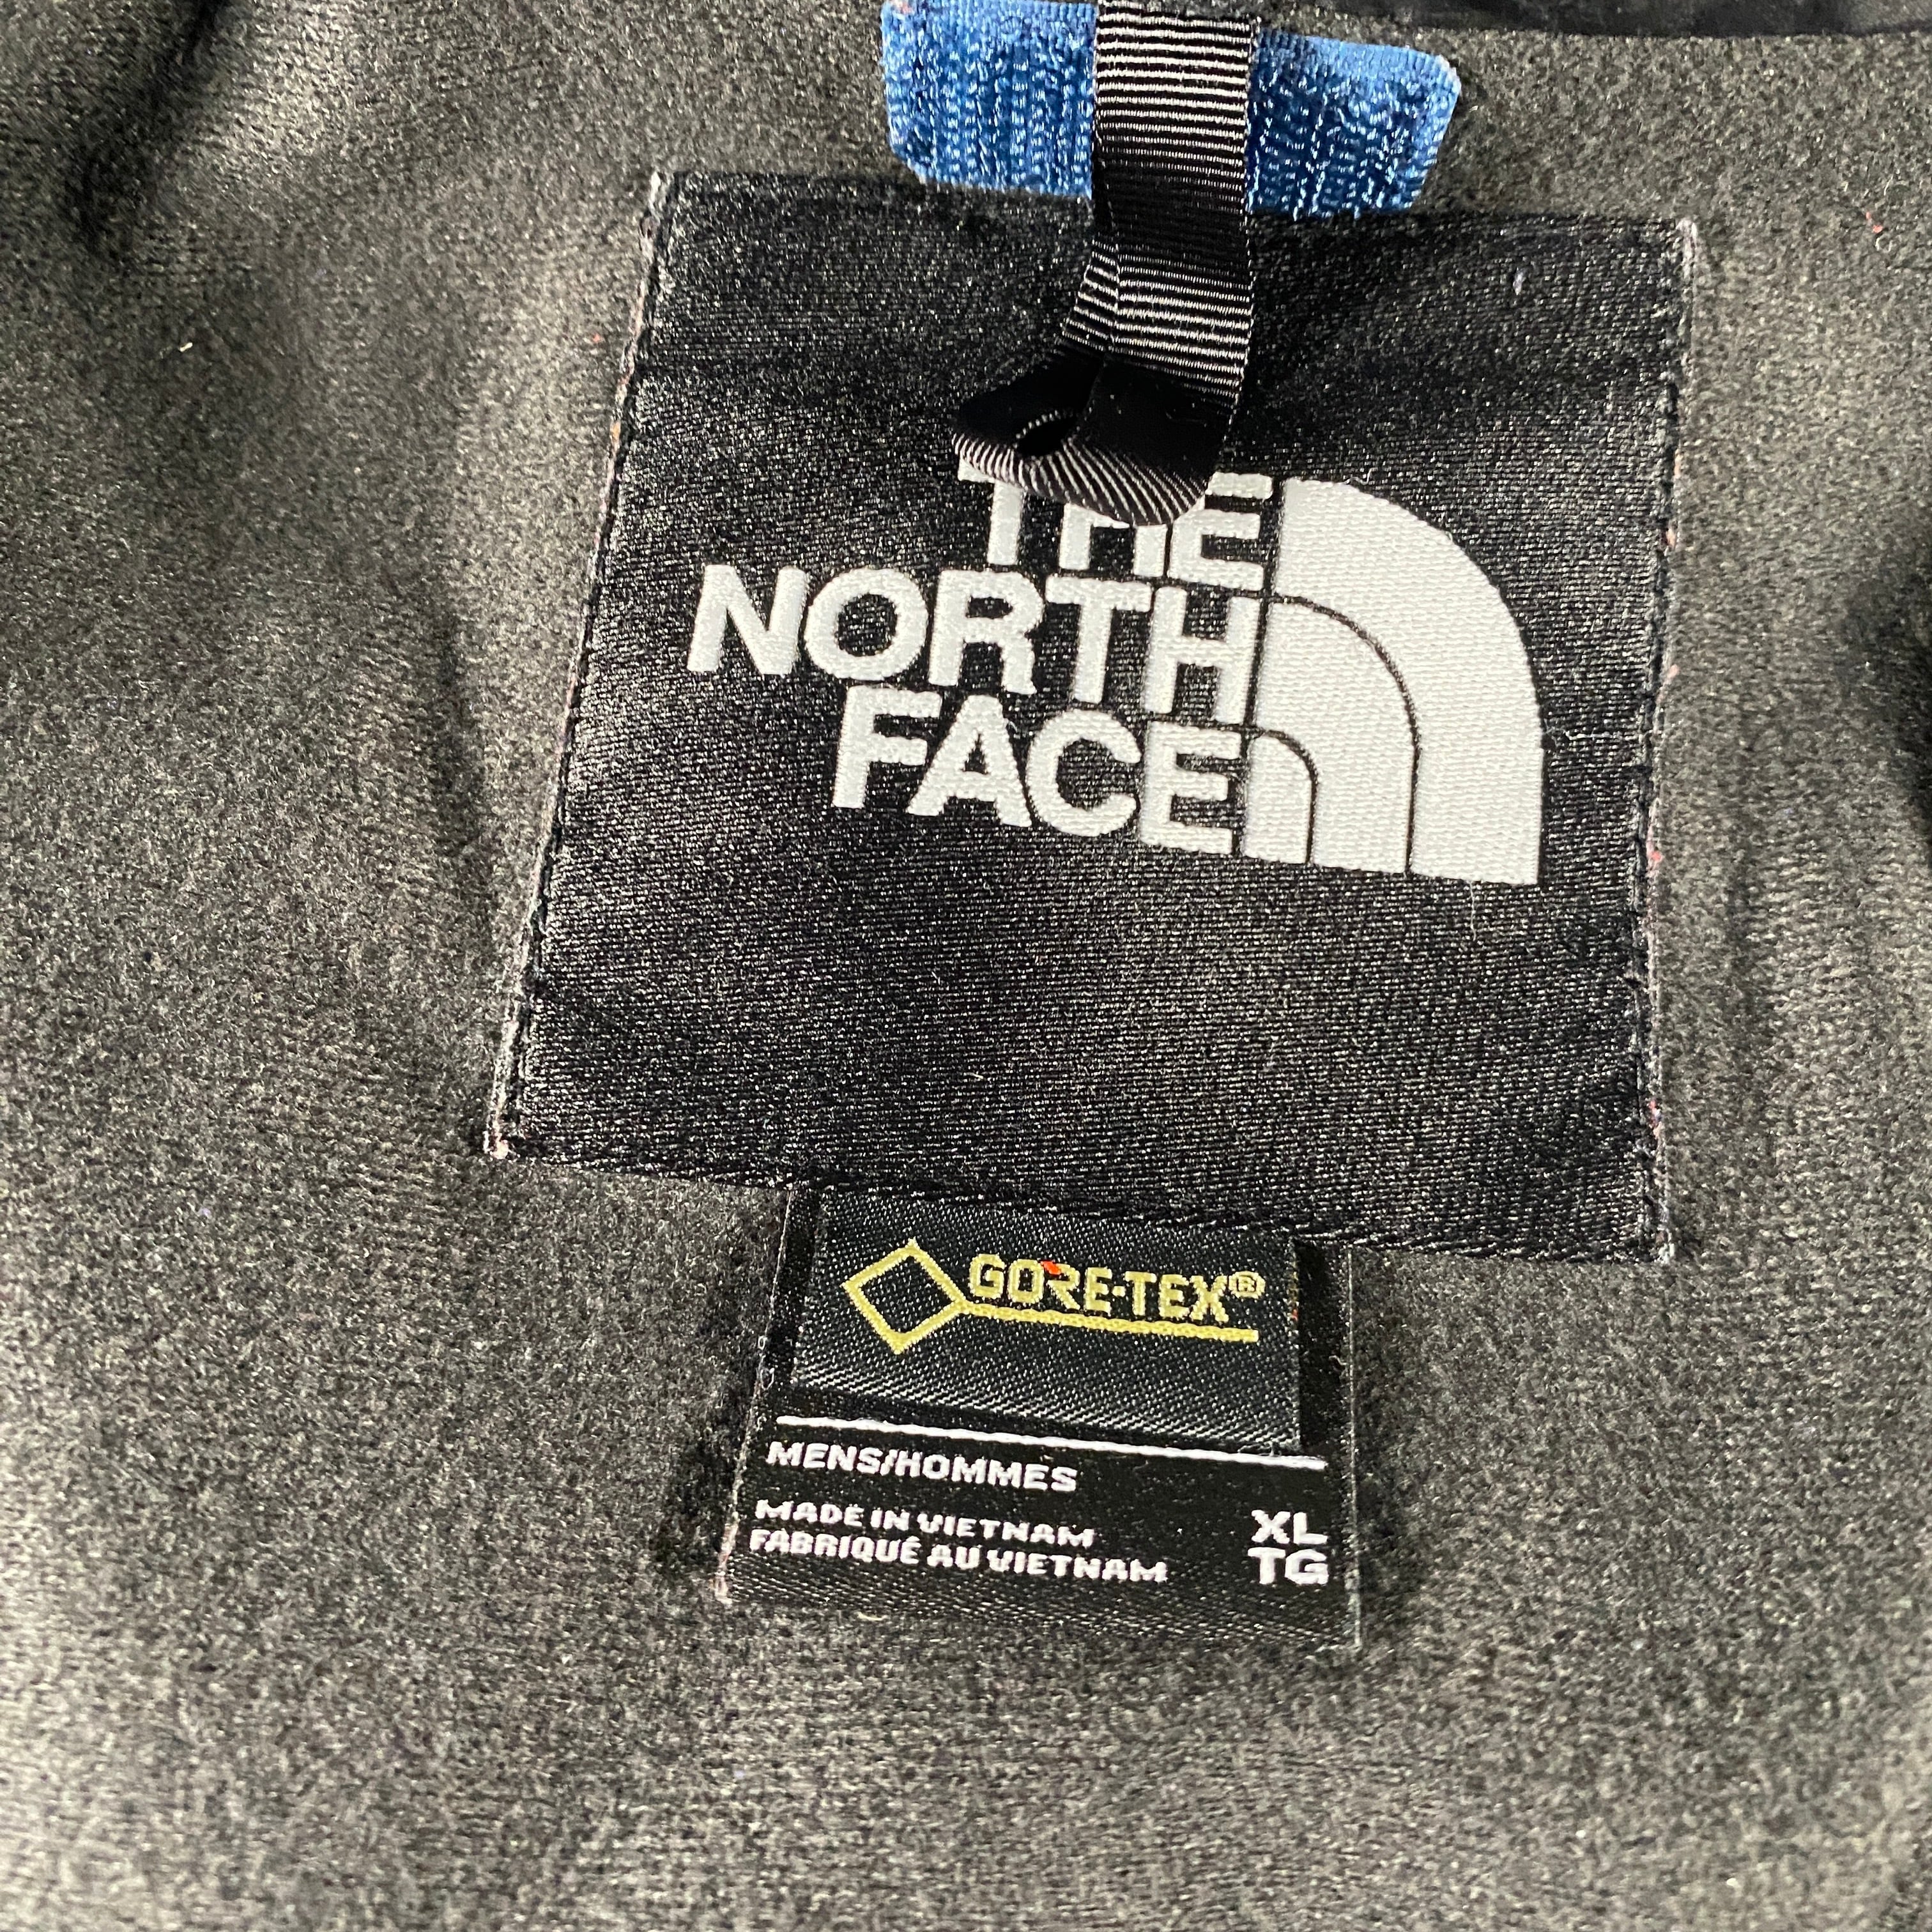 THE
NORTH
FACE
GORE-TEX®
MENS/HOMMES
MADE IN VIETNAM
FABRIQUÉ AU VIETNAM
XL
TG